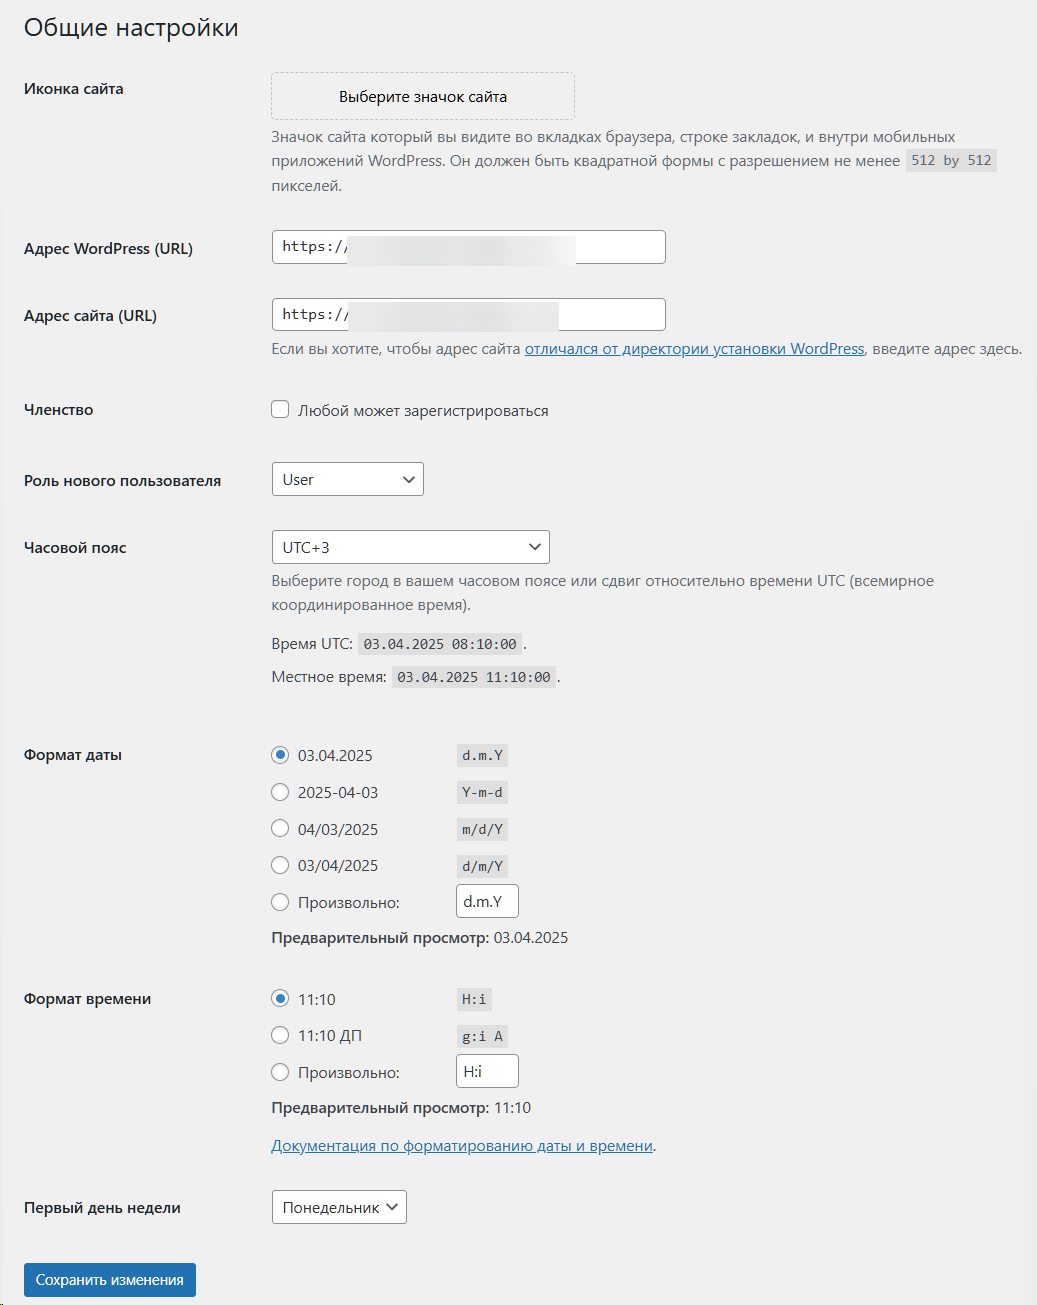 Общие настройки
Иконка сайта
Выберите значок сайта
Значок сайта который вы видите во вкладках браузера, строке закладок, и внутри мобильных
приложений WordPress. Он должен быть квадратной формы с разрешением не менее 512 by 512
пикселей.
Адрес WordPress (URL)
https://
Адрес сайта (URL)
https://
Если вы хотите, чтобы адрес сайта отличался от директории установки WordPress, введите адрес здесь.
Членство
Любой может зарегистрироваться
Роль нового пользователя
User
Часовой пояс
UTC+3
Выберите город в вашем часовом поясе или сдвиг относительно времени UTC (всемирное
координированное время).
Время UTC: 03.04.2025 08:10:00.
Местное время: 03.04.2025 11:10:00.
Формат даты
03.04.2025 d.m.Y
2025-04-03 Y-m-d
04/03/2025 m/d/Y
03/04/2025 d/m/Y
Произвольно: d.m.Y
Предварительный просмотр: 03.04.2025
Формат времени
11:10 H:i
11:10 ДП g:i A
Произвольно: H:i
Предварительный просмотр: 11:10
Документация по форматированию даты и времени.
Первый день недели
Понедельник
Сохранить изменения